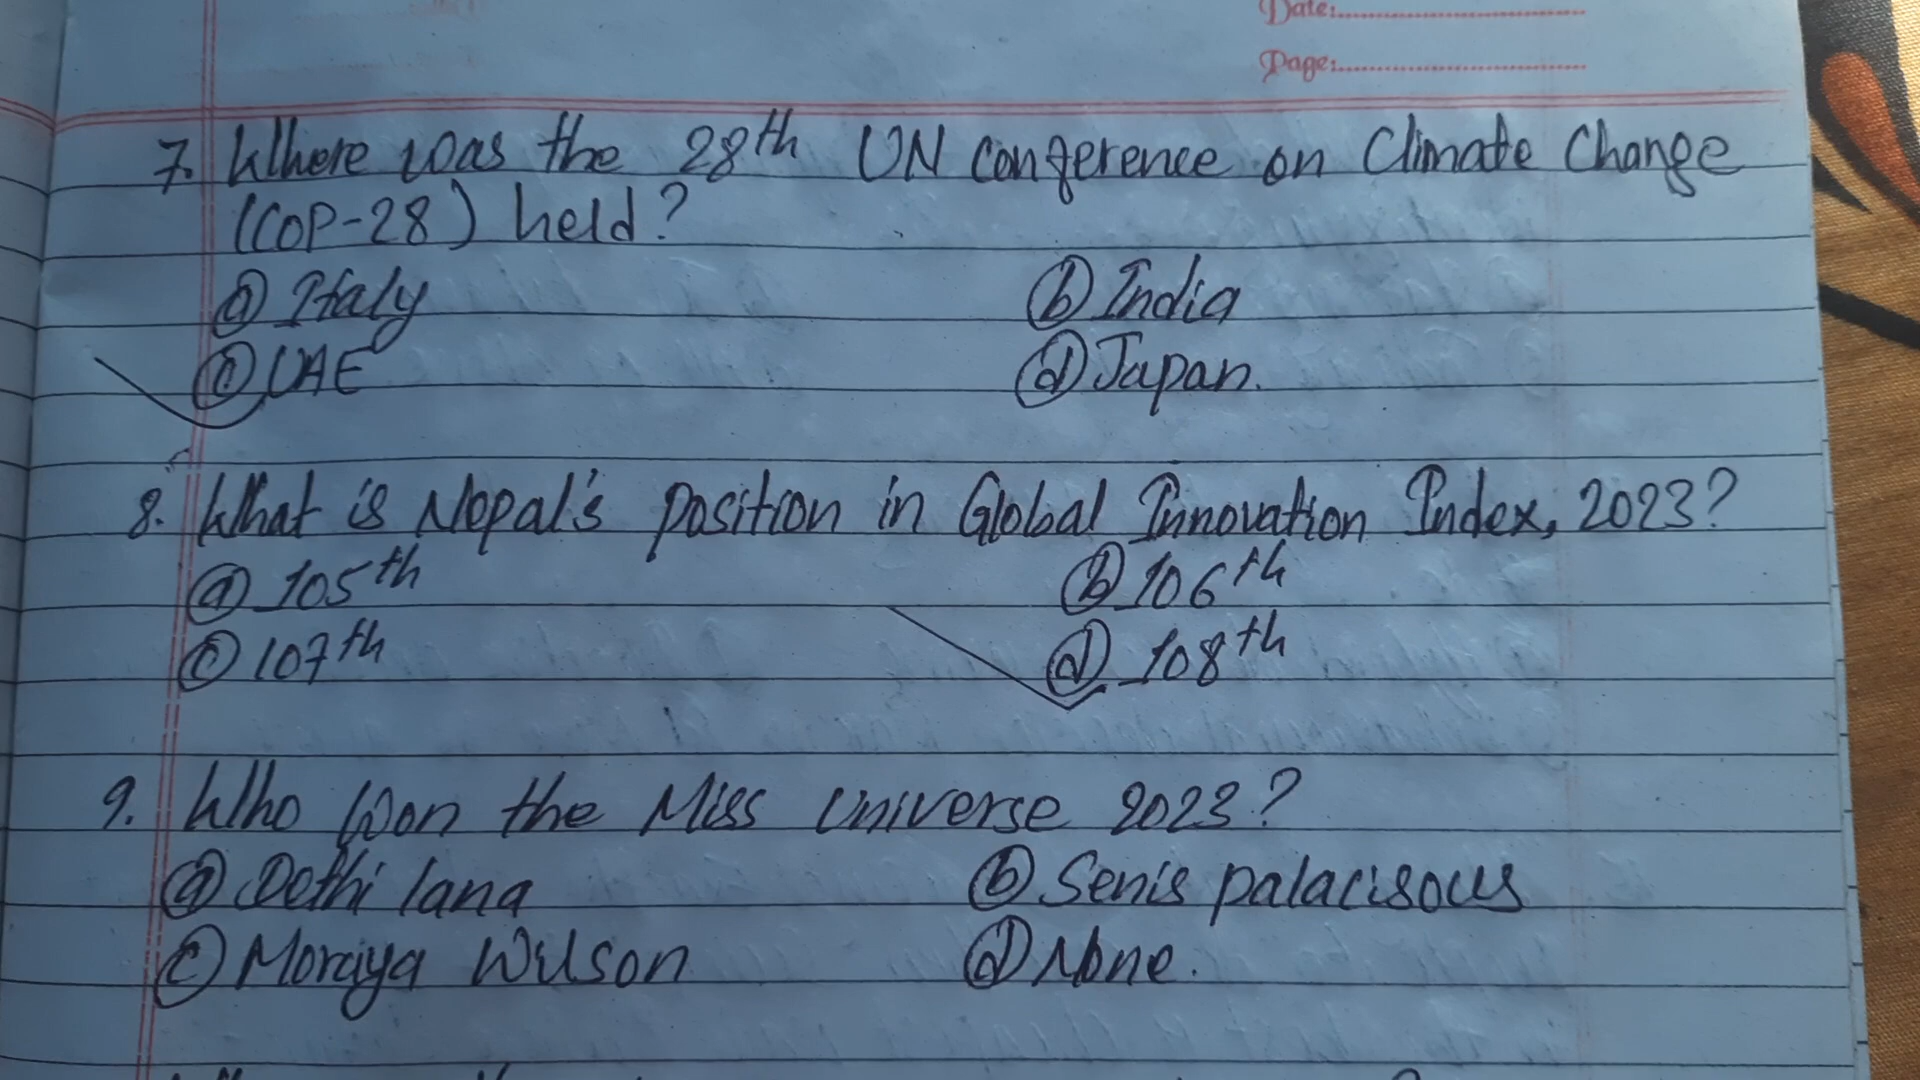 Date:
Page:
7. Where was the 28th UN conference on Climate Change
(COP-28) held?
ⓐ Italy ⓑ India
ⓒ UAE ⓓ Japan.
8. What is Nepal's position in Global Innovation Index, 2023?
ⓐ 105th ⓑ 106th
ⓒ 107th ⓓ 108th
9. Who Won the Miss Universe 2023?
ⓐ Dethi lana ⓑ Senis palacisous
ⓒ Moraya Wilson ⓓ None.